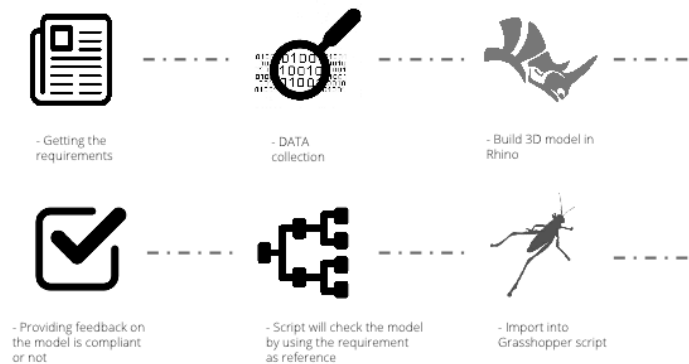 - Getting the
requirements
- DATA
collection
- Build 3D model in
Rhino
- Providing feedback on
the model is compliant
or not
- Script will check the model
by using the requirement
as reference
- Import into
Grasshopper script